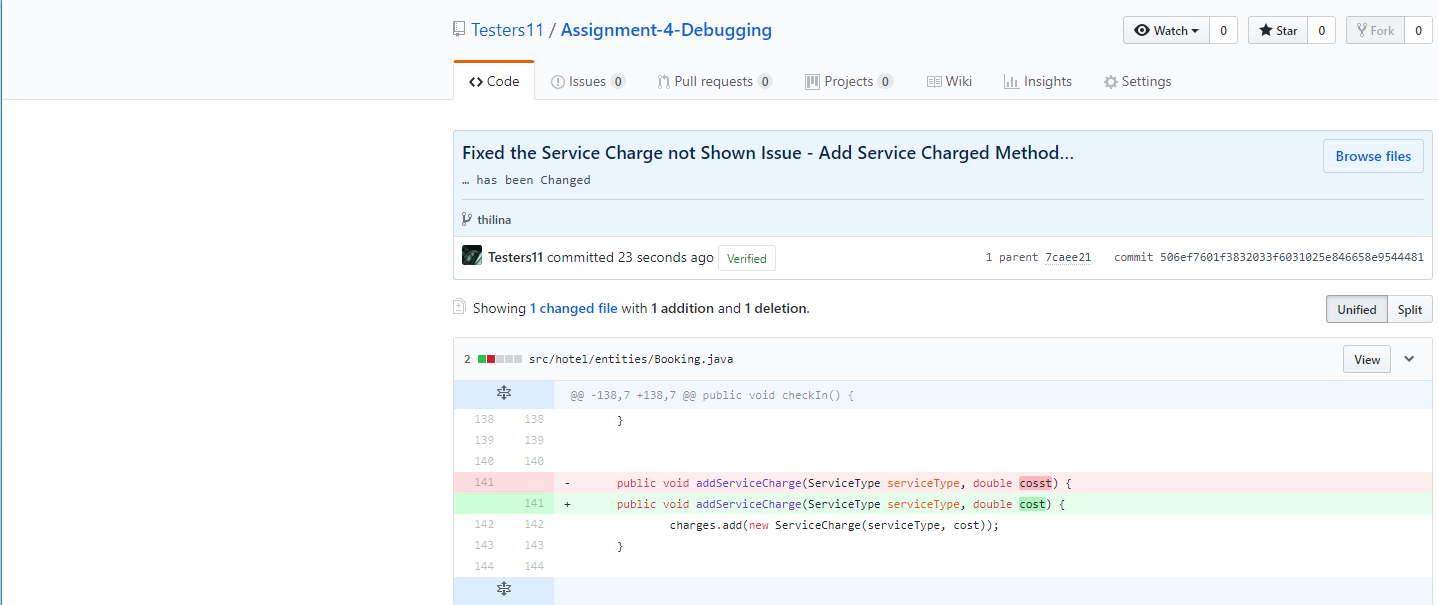 Testers11 / Assignment-4-Debugging
Watch 0 Star 0 Fork 0
Code Issues 0 Pull requests 0 Projects 0 Wiki Insights Settings
Fixed the Service Charge not Shown Issue - Add Service Charged Method...
Browse files
… has been Changed
thilina
Testers11 committed 23 seconds ago Verified 1 parent 7caee21 commit 506ef7601f3832033f6031025e846658e9544481
Showing 1 changed file with 1 addition and 1 deletion.
Unified Split
2 src/hotel/entities/Booking.java View
@@ -138,7 +138,7 @@ public void checkIn() {
138 138 }
139 139
140 140
141 - public void addServiceCharge(ServiceType serviceType, double cosst) {
141 + public void addServiceCharge(ServiceType serviceType, double cost) {
142 142 charges.add(new ServiceCharge(serviceType, cost));
143 143 }
144 144